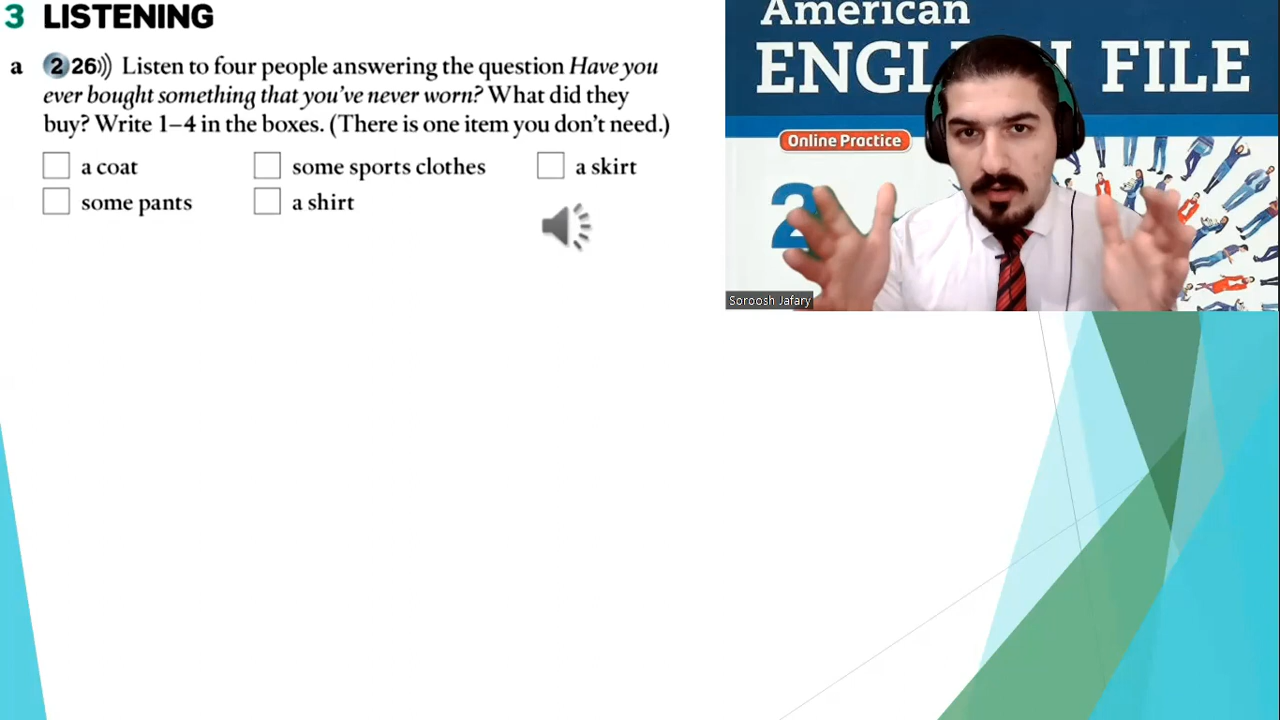 3 LISTENING
a 2 26))) Listen to four people answering the question Have you
ever bought something that you've never worn? What did they
buy? Write 1–4 in the boxes. (There is one item you don't need.)
a coat
some sports clothes
a skirt
some pants
a shirt
American
ENGL H FILE
Online Practice
2
Soroosh Jafary